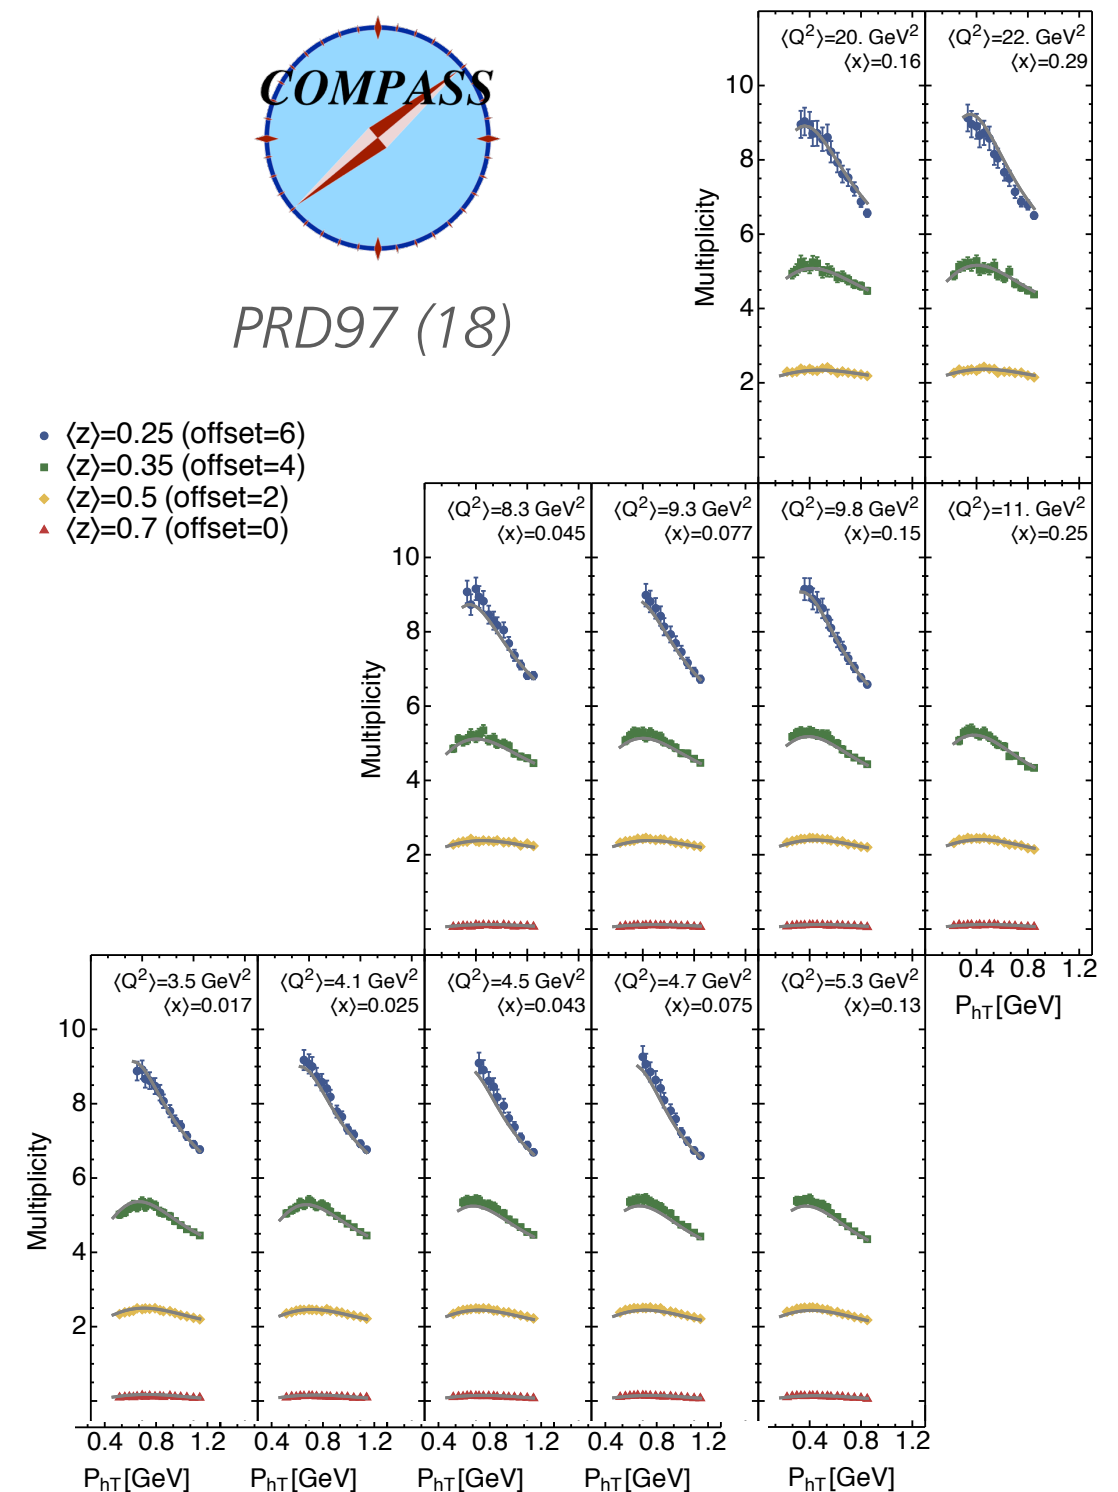 COMPASS
PRD97 (18)
⟨z⟩=0.25 (offset=6)
⟨z⟩=0.35 (offset=4)
⟨z⟩=0.5 (offset=2)
⟨z⟩=0.7 (offset=0)
⟨Q²⟩=20. GeV²
⟨x⟩=0.16
⟨Q²⟩=22. GeV²
⟨x⟩=0.29
10
8
6
4
2
Multiplicity
⟨Q²⟩=8.3 GeV²
⟨x⟩=0.045
⟨Q²⟩=9.3 GeV²
⟨x⟩=0.077
⟨Q²⟩=9.8 GeV²
⟨x⟩=0.15
⟨Q²⟩=11. GeV²
⟨x⟩=0.25
10
8
6
4
2
Multiplicity
0.4 0.8 1.2
P_hT[GeV]
⟨Q²⟩=3.5 GeV²
⟨x⟩=0.017
⟨Q²⟩=4.1 GeV²
⟨x⟩=0.025
⟨Q²⟩=4.5 GeV²
⟨x⟩=0.043
⟨Q²⟩=4.7 GeV²
⟨x⟩=0.075
⟨Q²⟩=5.3 GeV²
⟨x⟩=0.13
10
8
6
4
2
Multiplicity
0.4 0.8 1.2 0.4 0.8 1.2 0.4 0.8 1.2 0.4 0.8 1.2 0.4 0.8 1.2
P_hT[GeV] P_hT[GeV] P_hT[GeV] P_hT[GeV] P_hT[GeV]